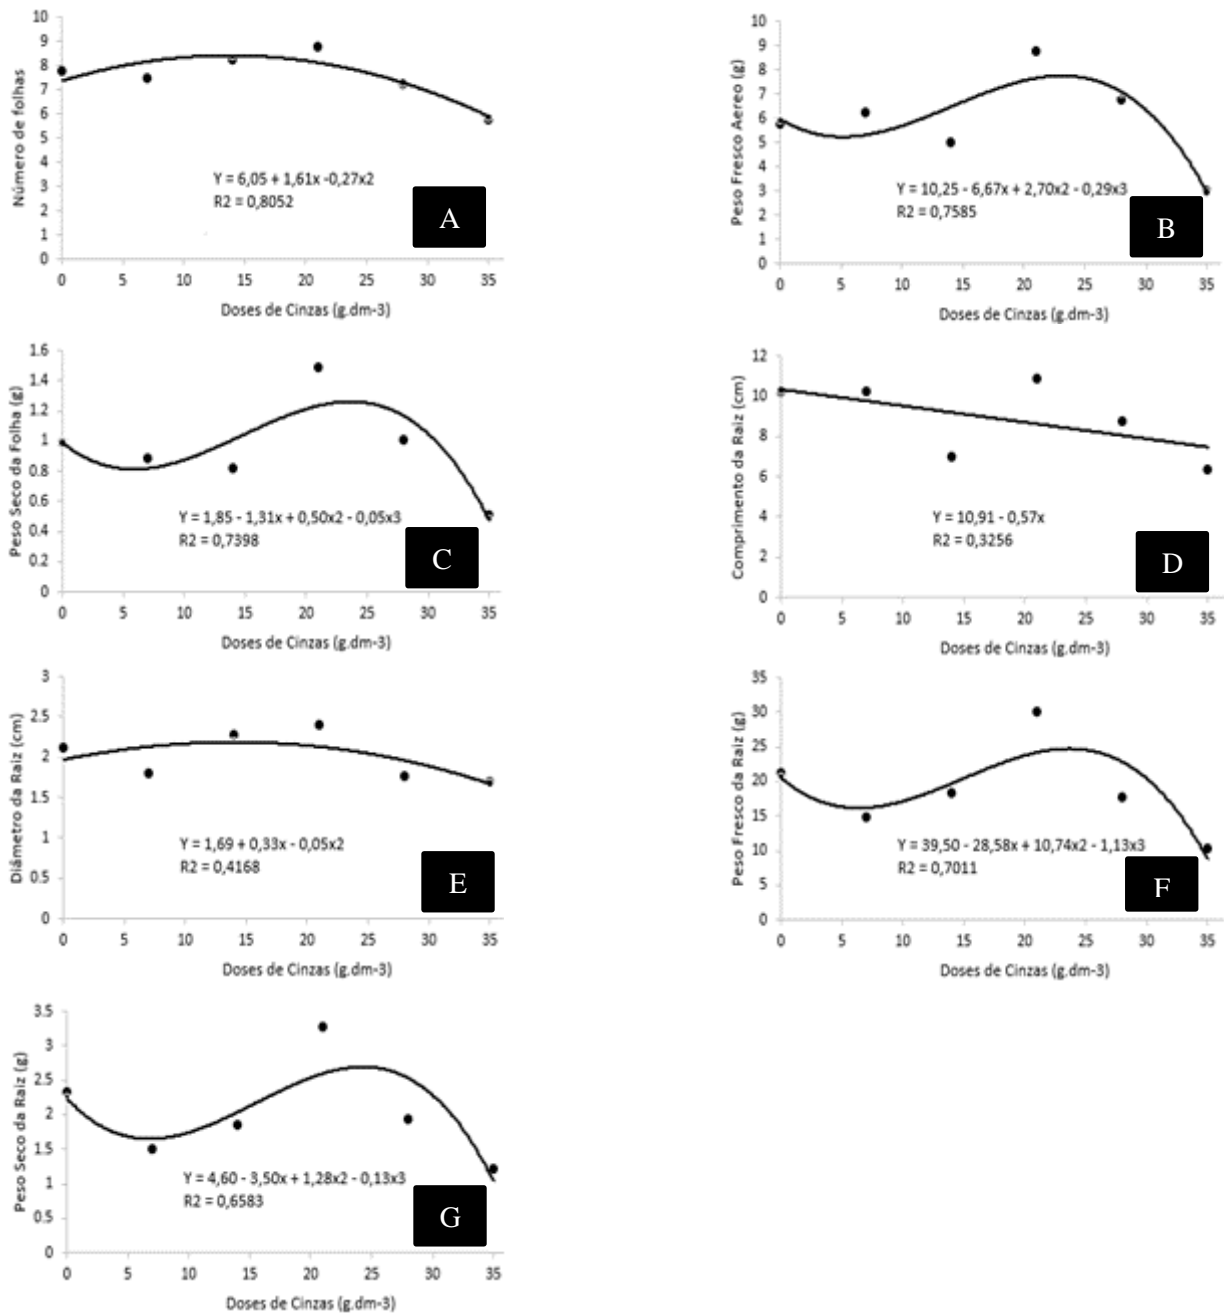 Número de folhas
10
9
8
7
6
5
4
3
2
1
0
Y = 6,05 + 1,61x -0,27x2
R2 = 0,8052
A
0 5 10 15 20 25 30 35
Doses de Cinzas (g.dm-3)
Peso Fresco Aereo (g)
10
9
8
7
6
5
4
3
2
1
0
Y = 10,25 - 6,67x + 2,70x2 - 0,29x3
R2 = 0,7585
B
0 5 10 15 20 25 30 35
Doses de Cinzas (g.dm-3)
Peso Seco da Folha (g)
1.6
1.4
1.2
1
0.8
0.6
0.4
0.2
0
Y = 1,85 - 1,31x + 0,50x2 - 0,05x3
R2 = 0,7398
C
0 5 10 15 20 25 30 35
Doses de Cinzas (g.dm-3)
Comprimento da Raiz (cm)
12
10
8
6
4
2
0
Y = 10,91 - 0,57x
R2 = 0,3256
D
0 5 10 15 20 25 30 35
Doses de Cinzas (g.dm-3)
Diâmetro da Raiz (cm)
3
2.5
2
1.5
1
0.5
0
Y = 1,69 + 0,33x - 0,05x2
R2 = 0,4168
E
0 5 10 15 20 25 30 35
Doses de Cinzas (g.dm-3)
Peso Fresco da Raiz (g)
35
30
25
20
15
10
5
0
Y = 39,50 - 28,58x + 10,74x2 - 1,13x3
R2 = 0,7011
F
0 5 10 15 20 25 30 35
Doses de Cinzas (g.dm-3)
Peso Seco da Raiz (g)
3.5
3
2.5
2
1.5
1
0.5
0
Y = 4,60 - 3,50x + 1,28x2 - 0,13x3
R2 = 0,6583
G
0 5 10 15 20 25 30 35
Doses de Cinzas (g.dm-3)